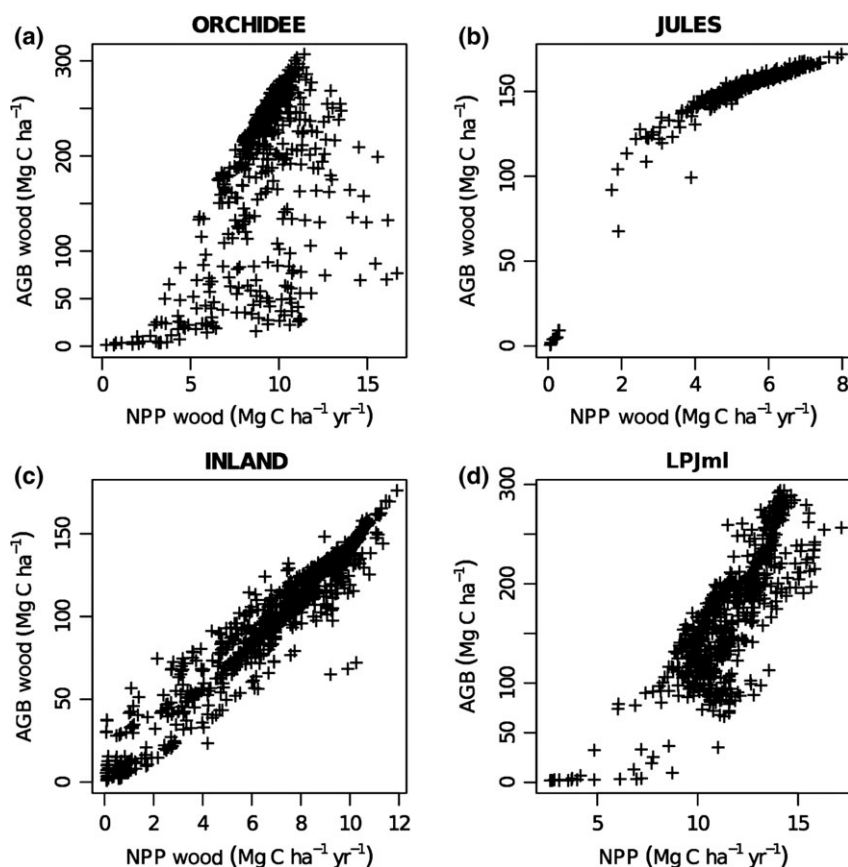 (a) ORCHIDEE
AGB wood (Mg C ha⁻¹)
300
200
100
50
0
0 5 10 15
NPP wood (Mg C ha⁻¹ yr⁻¹)
(b) JULES
AGB wood (Mg C ha⁻¹)
150
100
50
0
0 2 4 6 8
NPP wood (Mg C ha⁻¹ yr⁻¹)
(c) INLAND
AGB wood (Mg C ha⁻¹)
150
100
50
0
0 2 4 6 8 10 12
NPP wood (Mg C ha⁻¹ yr⁻¹)
(d) LPJml
AGB (Mg C ha⁻¹)
300
200
100
50
0
5 10 15
NPP (Mg C ha⁻¹ yr⁻¹)